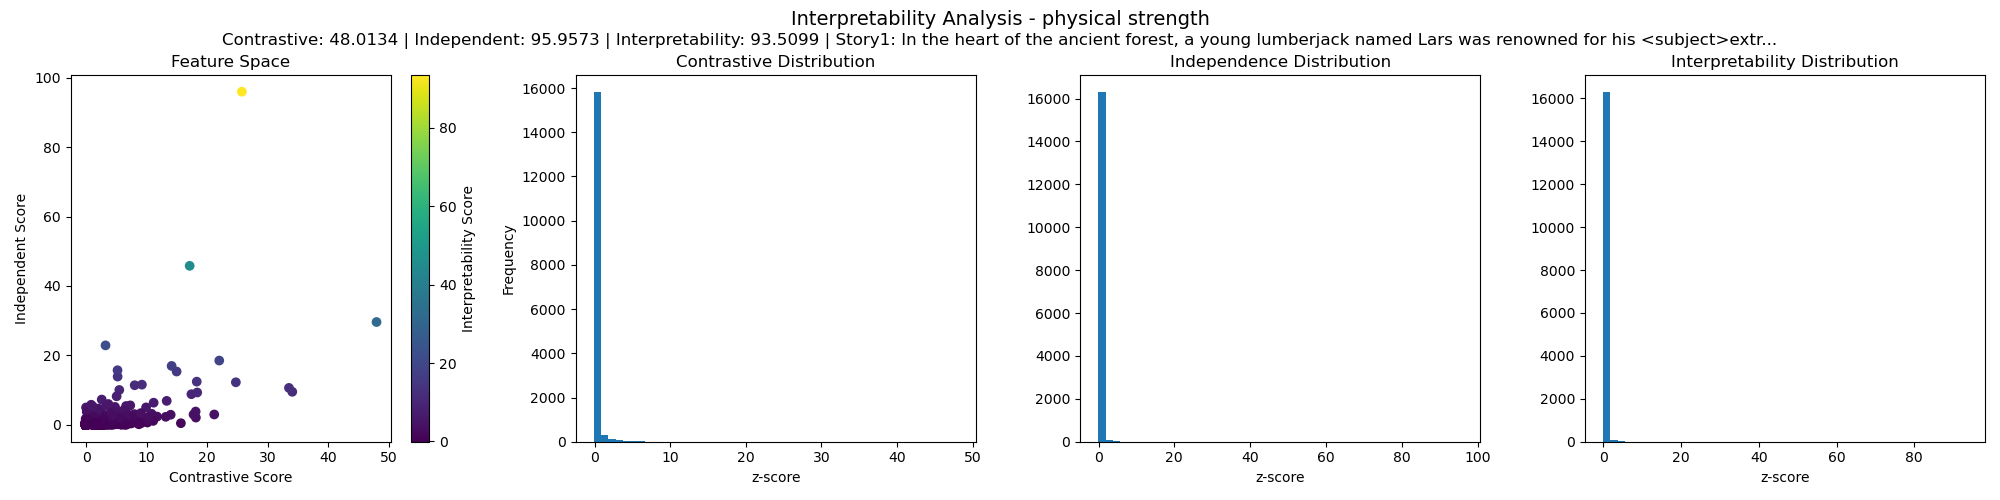 Interpretability Analysis - physical strength
Contrastive: 48.0134 | Independent: 95.9573 | Interpretability: 93.5099 | Story1: In the heart of the ancient forest, a young lumberjack named Lars was renowned for his <subject>extr...
Feature Space
Independent Score
100
80
60
40
20
0
0 10 20 30 40 50
Contrastive Score
80
60
40
20
0
Interpretability Score
Contrastive Distribution
Frequency
16000
14000
12000
10000
8000
6000
4000
2000
0
0 10 20 30 40 50
z-score
Independence Distribution
16000
14000
12000
10000
8000
6000
4000
2000
0
0 20 40 60 80 100
z-score
Interpretability Distribution
16000
14000
12000
10000
8000
6000
4000
2000
0
0 20 40 60 80
z-score